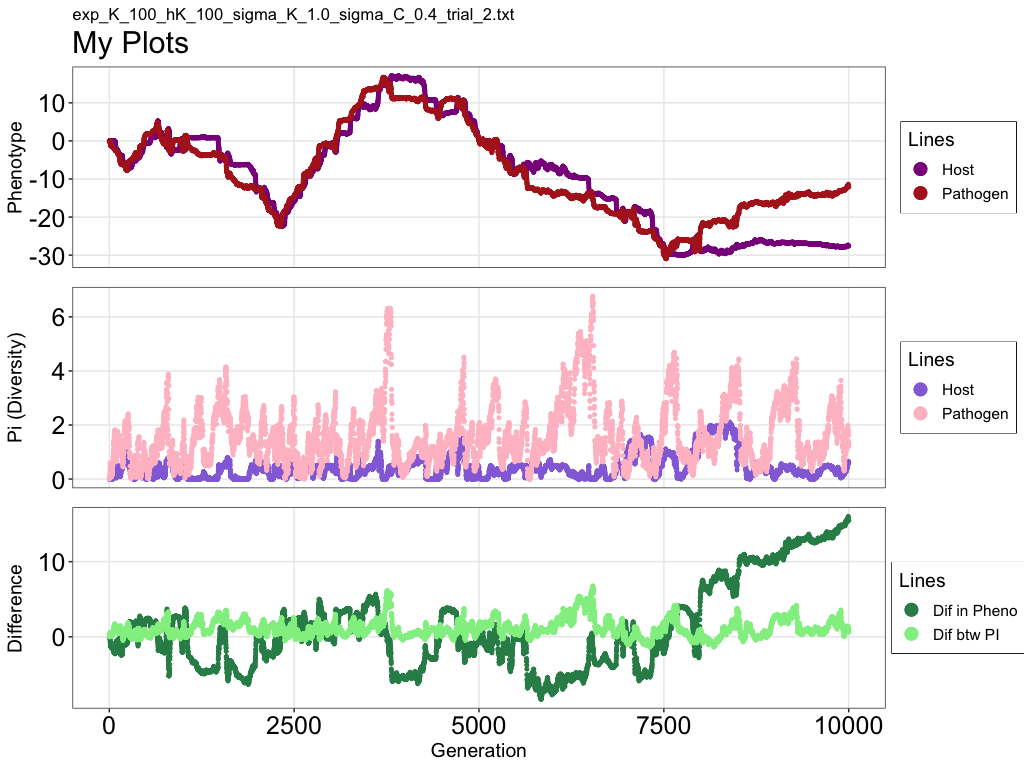 exp_K_100_hK_100_sigma_K_1.0_sigma_C_0.4_trial_2.txt
My Plots
Phenotype
10
0
-10
-20
-30
Lines
Host
Pathogen
Pi (Diversity)
6
4
2
0
Lines
Host
Pathogen
Difference
10
0
Lines
Dif in Pheno
Dif btw PI
0 2500 5000 7500 10000
Generation